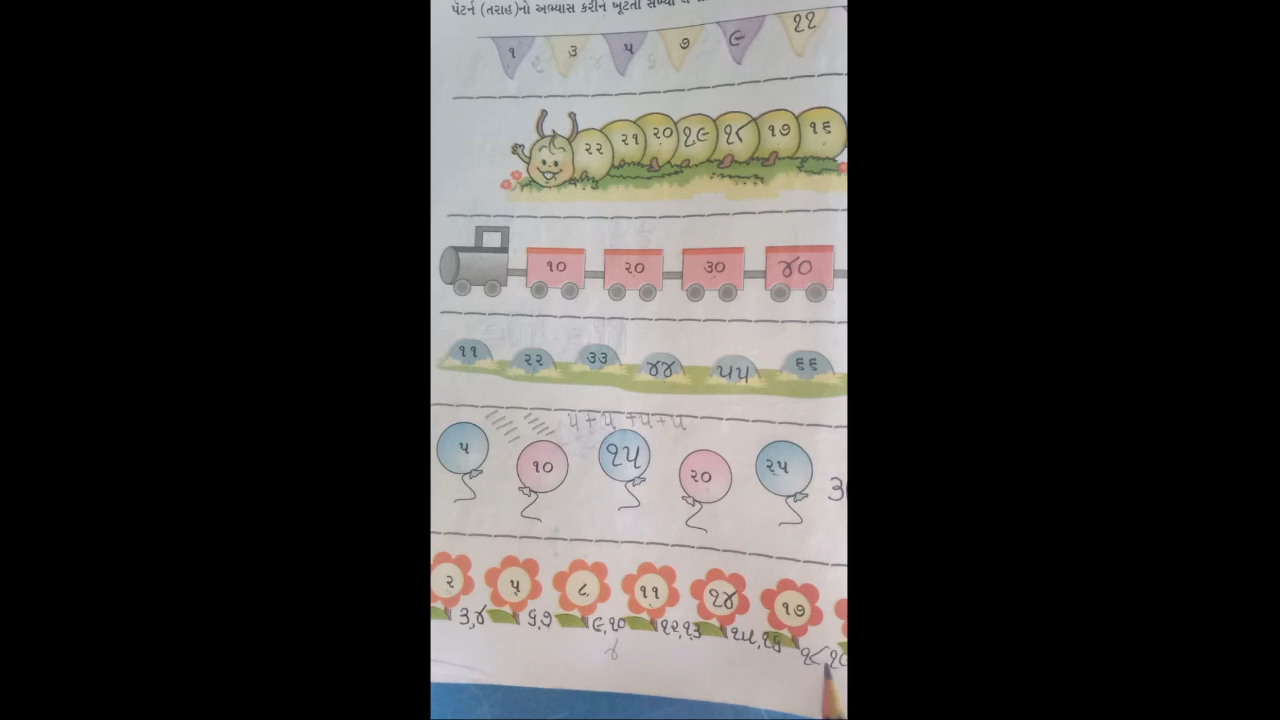 પૅટર્ન (તરાહ)નો અભ્યાસ કરીને ખૂટતી સંખ્યા
૧ ૩ ૫ ૭ ૯ ૧૧
૨૨ ૨૧ ૨૦ ૧૯ ૧૮ ૧૭ ૧૬
૧૦ ૨૦ ૩૦ ૪૦
૧૧ ૨૨ ૩૩ ૪૪ ૫૫ ૬૬
૫+૫+૫+૫
૫ ૧૦ ૧૫ ૨૦ ૨૫
૨ ૫ ૮ ૧૧ ૧૪ ૧૭
૩,૪ ૬,૭ ૯,૧૦ ૧૨,૧૩ ૧૫,૧૬ ૧૮